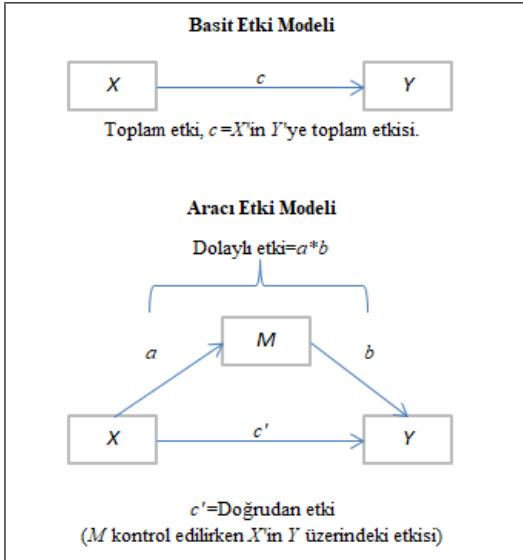 Basit Etki Modeli
X
c
Y
Toplam etki, c=X'in Y'ye toplam etkisi.
Aracı Etki Modeli
Dolaylı etki=a*b
a
M
b
X
c'
Y
c'=Doğrudan etki
(M kontrol edilirken X'in Y üzerindeki etkisi)